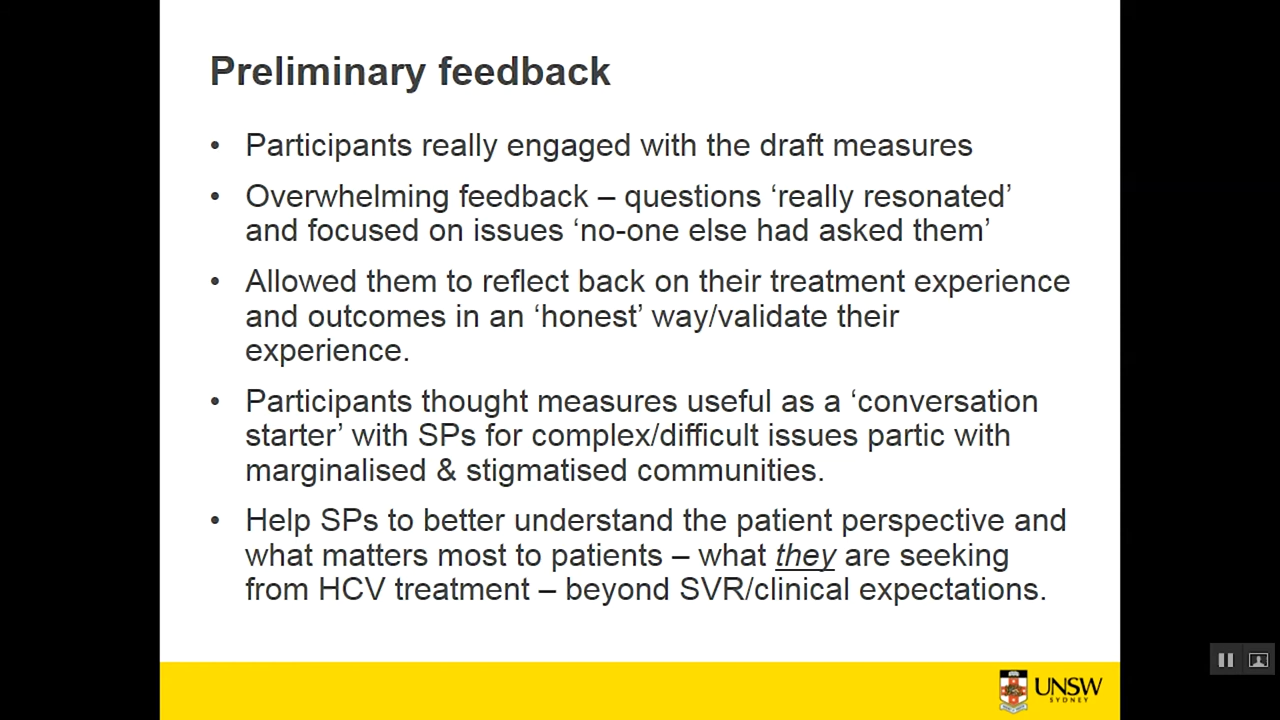 Preliminary feedback
• Participants really engaged with the draft measures
• Overwhelming feedback – questions ‘really resonated’
and focused on issues ‘no-one else had asked them’
• Allowed them to reflect back on their treatment experience
and outcomes in an ‘honest’ way/validate their
experience.
• Participants thought measures useful as a ‘conversation
starter’ with SPs for complex/difficult issues partic with
marginalised & stigmatised communities.
• Help SPs to better understand the patient perspective and
what matters most to patients – what they are seeking
from HCV treatment – beyond SVR/clinical expectations.
UNSW
SYDNEY